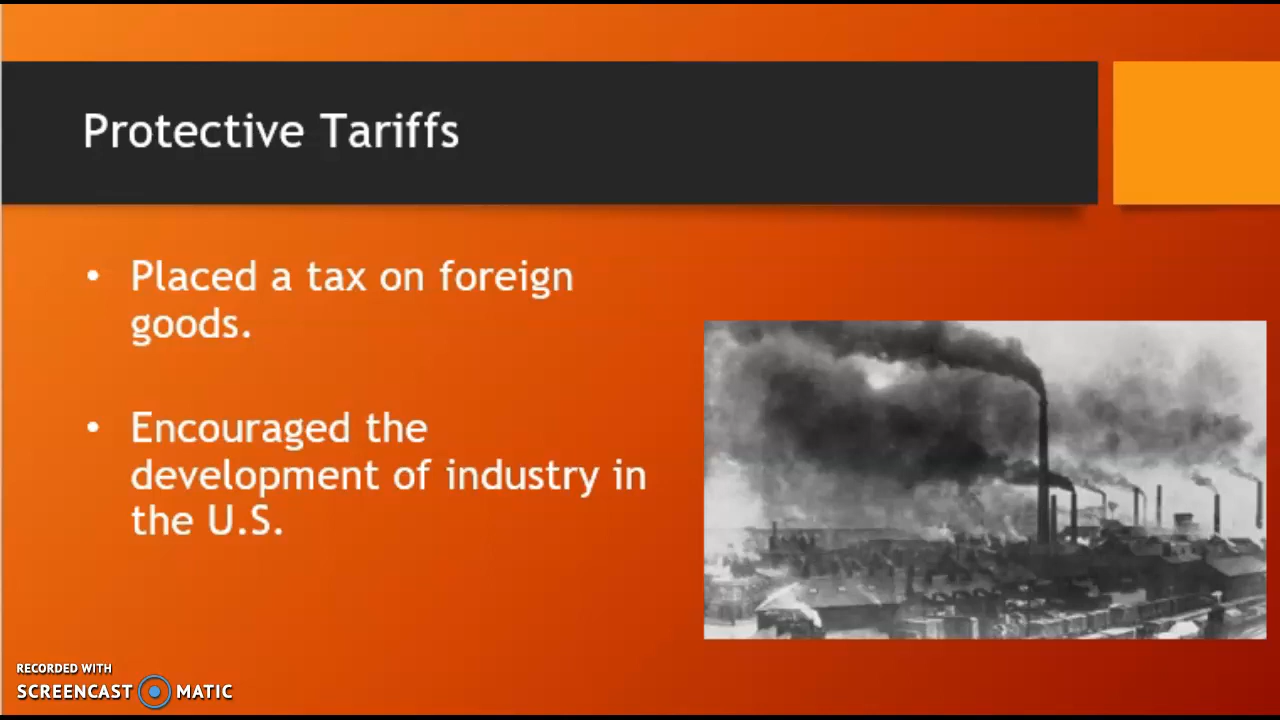 Protective Tariffs
• Placed a tax on foreign
goods.
• Encouraged the
development of industry in
the U.S.
RECORDED WITH
SCREENCAST MATIC